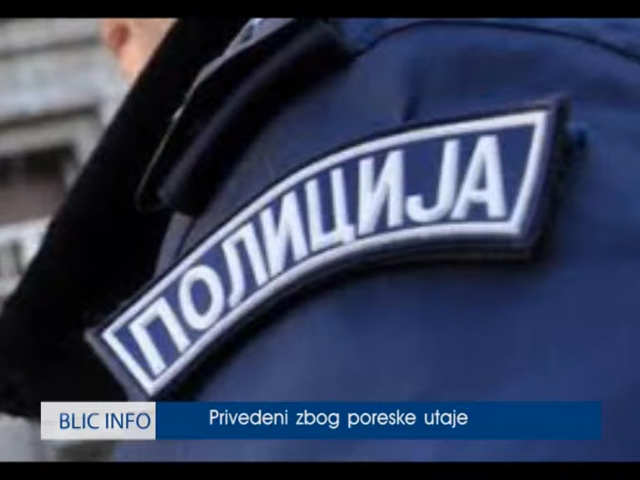 ПОЛИЦИЈА
BLIC INFO
Privedeni zbog poreske utaje